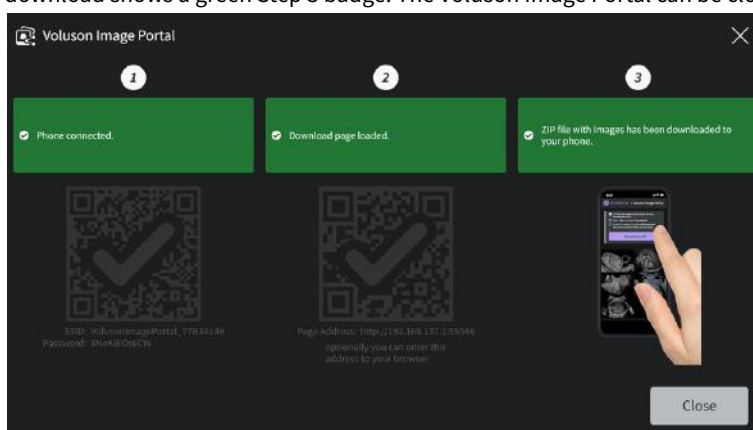 download shows a green Step 3 badge. The Voluson Image Portal can be clo
Voluson Image Portal
1
2
3
Phone connected.
Download page loaded.
ZIP file with images has been downloaded to
your phone.
SSID: VolusonImagePortal_77B3A148
Password:
Page Address: http://192.168.137.1:55546
optionally you can enter this
address to your browser
Close